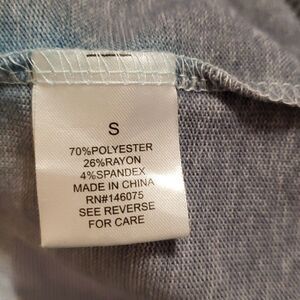 S
70%POLYESTER
26%RAYON
4%SPANDEX
MADE IN CHINA
RN#146075
SEE REVERSE
FOR CARE